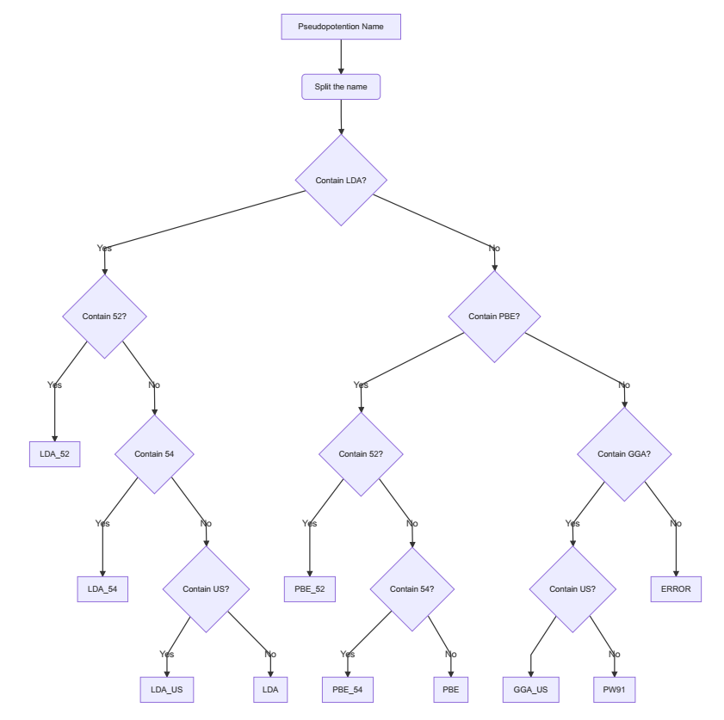 Pseudopotention Name
Split the name
Contain LDA?
Yes
No
Contain 52?
Contain PBE?
Yes
No
Yes
No
LDA_52
Contain 54
Contain 52?
Contain GGA?
Yes
No
Yes
No
Yes
No
LDA_54
Contain US?
PBE_52
Contain 54?
Contain US?
ERROR
Yes
No
Yes
No
No
LDA_US
LDA
PBE_54
PBE
GGA_US
PW91